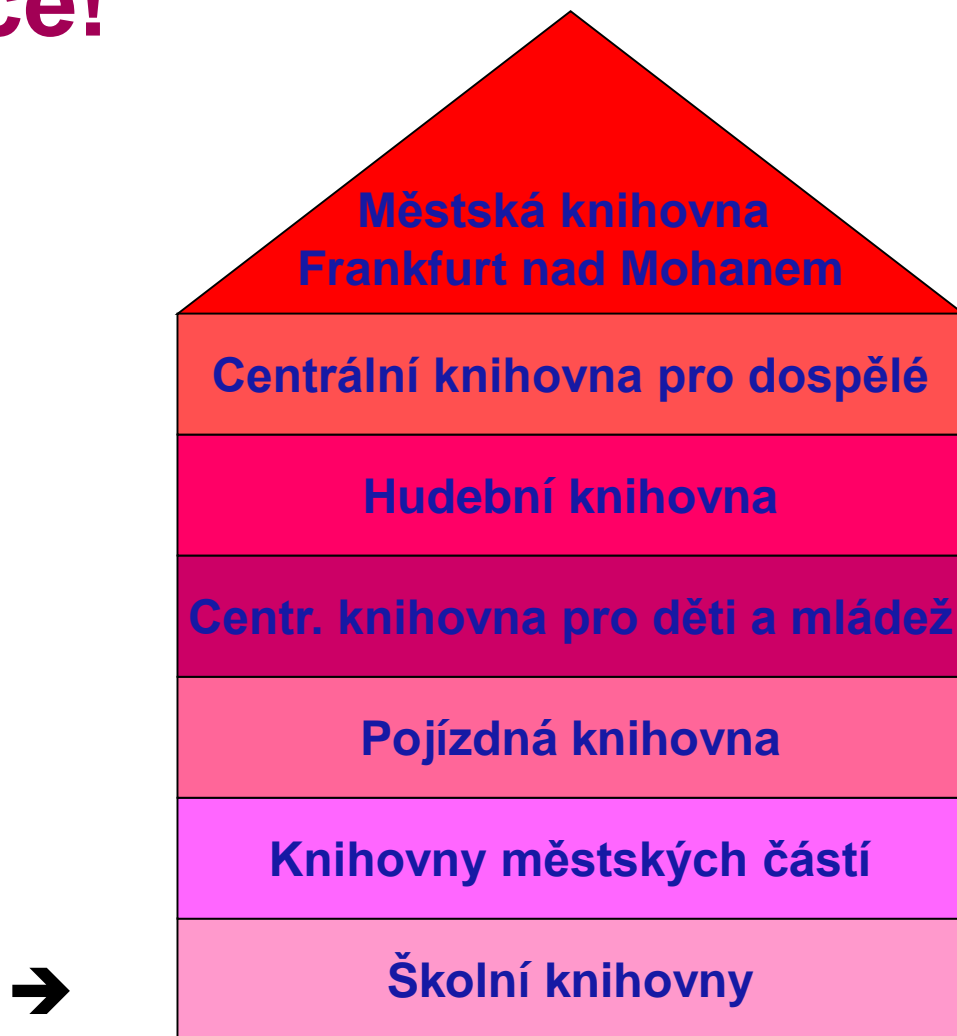 ce!
Městská knihovna
Frankfurt nad Mohanem
Centrální knihovna pro dospělé
Hudební knihovna
Centr. knihovna pro děti a mládež
Pojízdná knihovna
Knihovny městských částí
➔ Školní knihovny